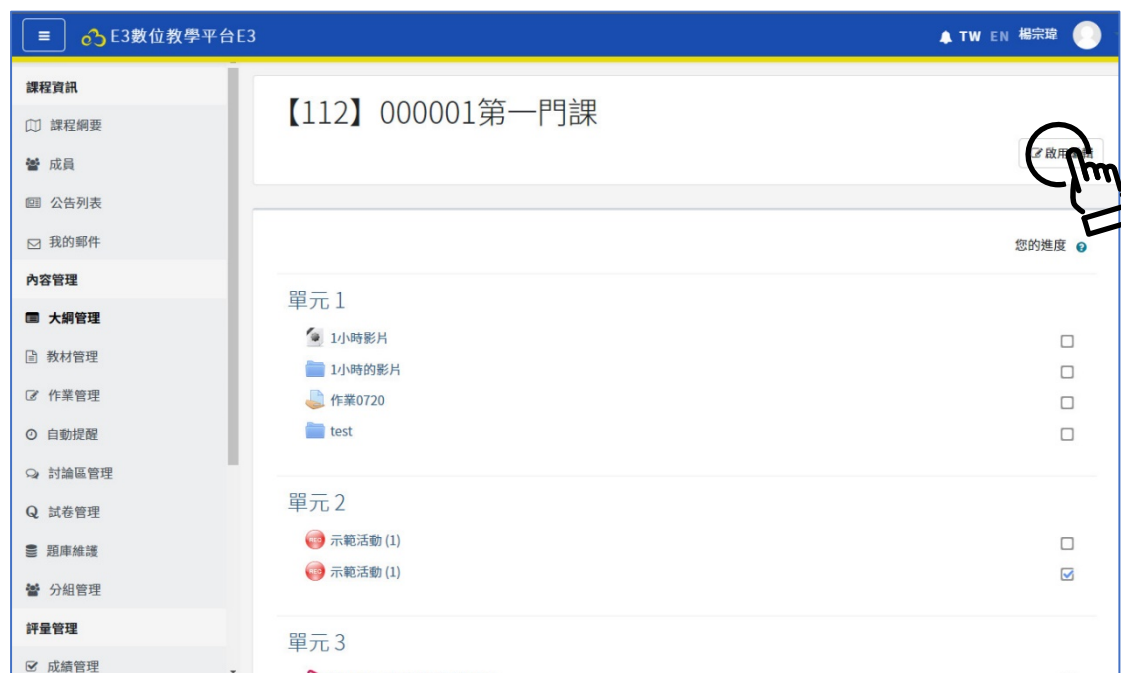 E3數位教學平台E3
TW EN 楊宗瑋
課程資訊
課程綱要
成員
公告列表
我的郵件
內容管理
大綱管理
教材管理
作業管理
自動提醒
討論區管理
試卷管理
題庫維護
分組管理
評量管理
成績管理
【112】000001第一門課
啟用
您的進度
單元 1
1小時影片
1小時的影片
作業0720
test
單元 2
示範活動 (1)
示範活動 (1)
單元 3